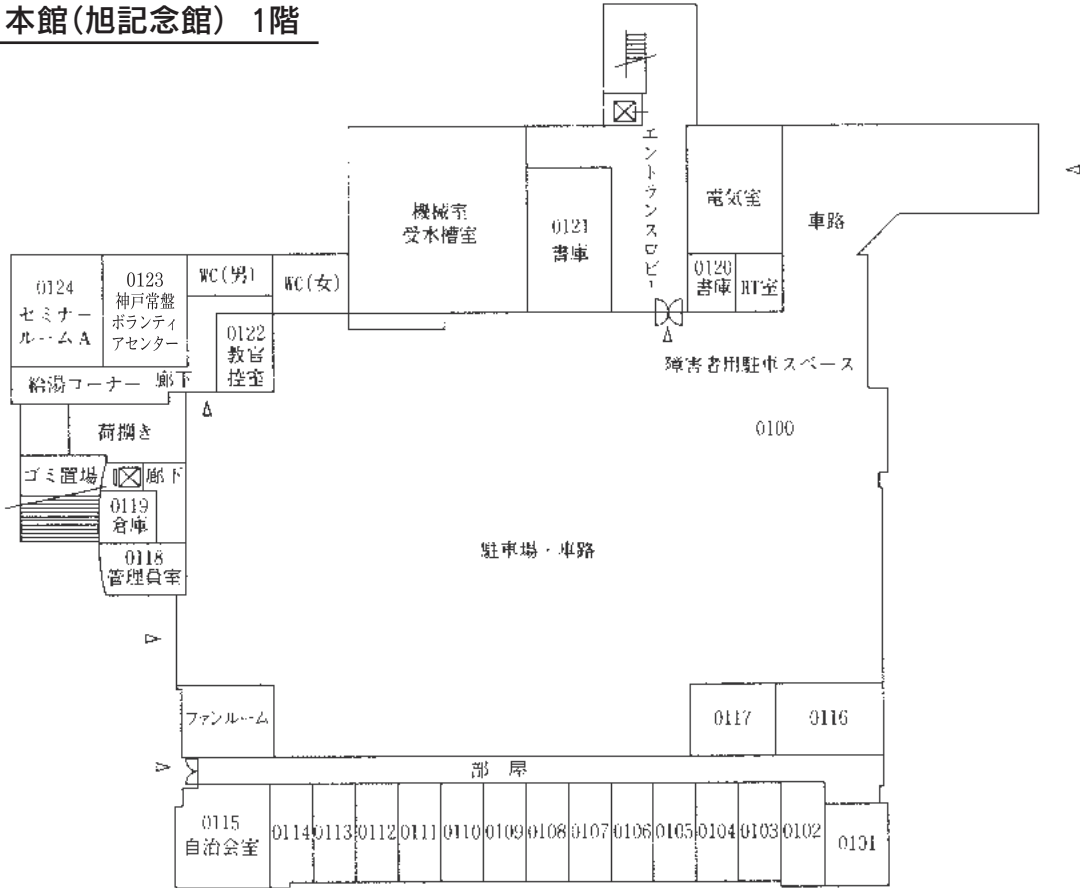 本館(旭記念館) 1階
エントランスロビー
機械室
受水槽室
0121
書庫
電気室
車路
0120
書庫
0124
セミナー
ルームA
0123
神戸常盤
ボランティ
アセンター
WC(男)
WC(女)
0122
教官
控室
給湯コーナー
廊下
障害者用駐車スペース
0100
荷捌き
ゴミ置場
廊下
0119
倉庫
0118
管理員室
駐車場・車路
ファンルーム
0117
0116
部屋
0115
自治会室
0114
0113
0112
0111
0110
0109
0108
0107
0106
0105
0104
0103
0102
0101